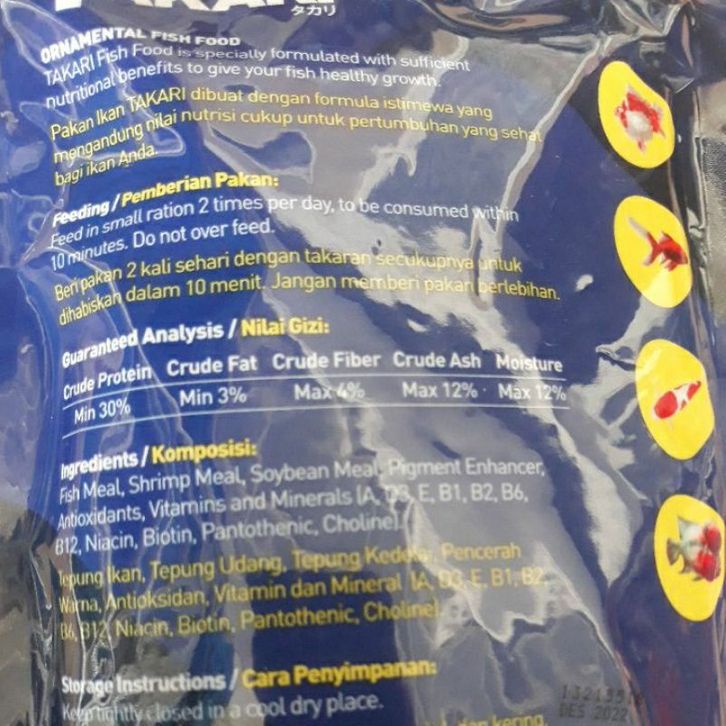 TAKARI
タカリ
ORNAMENTAL FISH FOOD
TAKARI Fish Food is specially formulated with sufficient
nutritional benefits to give your fish healthy growth.
Pakan Ikan TAKARI dibuat dengan formula istimewa yang
mengandung nilai nutrisi cukup untuk pertumbuhan yang sehat
bagi ikan Anda.
Feeding / Pemberian Pakan:
Feed in small ration 2 times per day, to be consumed within
10 minutes. Do not over feed.
Beri pakan 2 kali sehari dengan takaran secukupnya untuk
dihabiskan dalam 10 menit. Jangan memberi pakan berlebihan.
Guaranteed Analysis / Nilai Gizi:
Crude Protein Crude Fat Crude Fiber Crude Ash Moisture
Min 30% Min 3% Max 4% Max 12% Max 12%
Ingredients / Komposisi:
Fish Meal, Shrimp Meal, Soybean Meal, Pigment Enhancer,
Antioxidants, Vitamins and Minerals (A, D3, E, B1, B2, B6,
B12, Niacin, Biotin, Pantothenic, Choline).
Tepung Ikan, Tepung Udang, Tepung Kedelai, Pencerah
Warna, Antioksidan, Vitamin dan Mineral (A, D3, E, B1, B2,
B6, B12, Niacin, Biotin, Pantothenic, Choline).
Storage Instructions / Cara Penyimpanan:
Keep tightly closed in a cool dry place.
dan kering
DES 2022